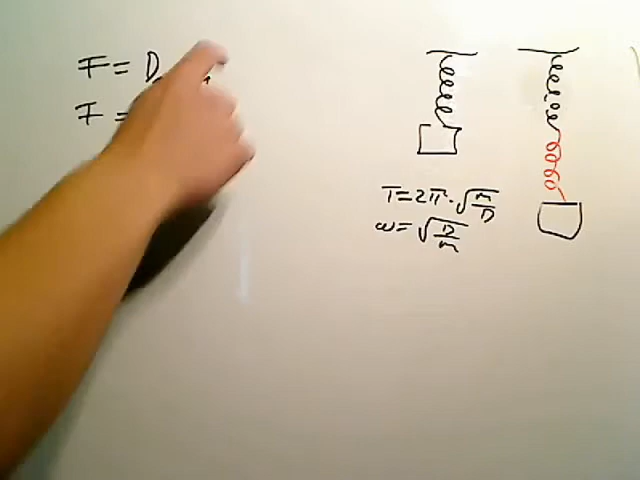 F = D
F =
T = 2π · √(m/D)
ω = √(D/m)